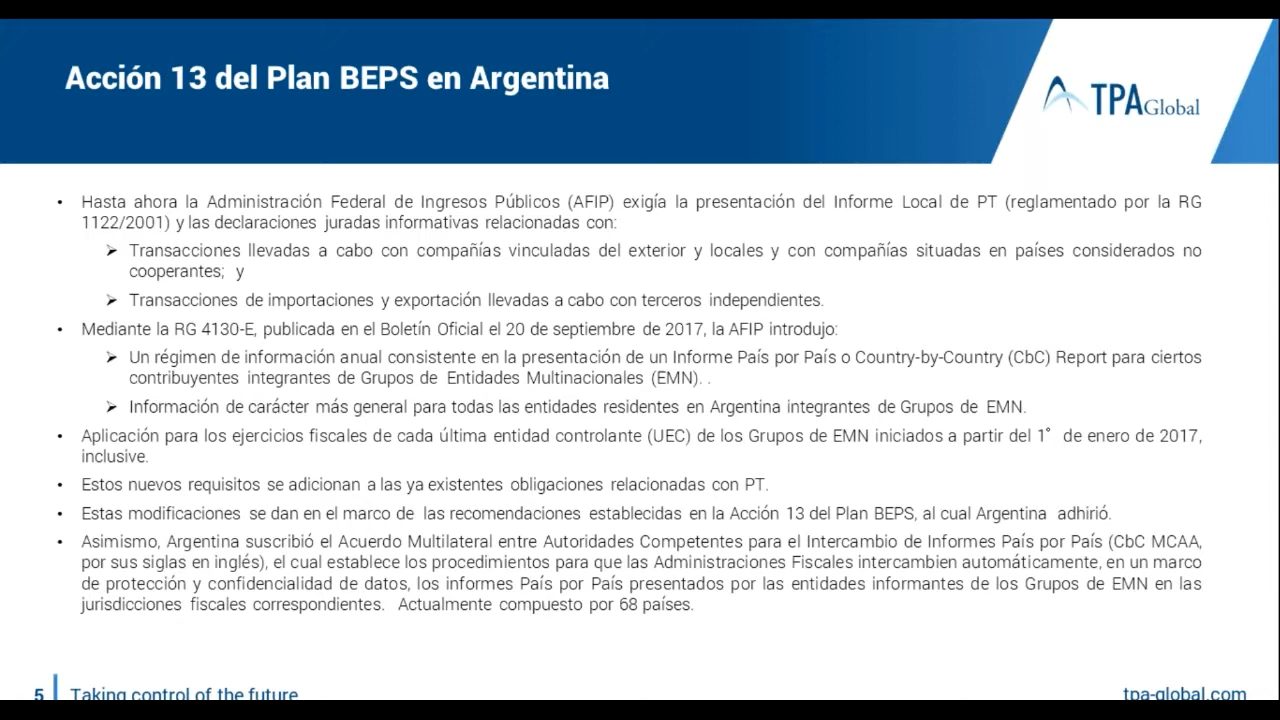 Acción 13 del Plan BEPS en Argentina
TPAGlobal
• Hasta ahora la Administración Federal de Ingresos Públicos (AFIP) exigía la presentación del Informe Local de PT (reglamentado por la RG
1122/2001) y las declaraciones juradas informativas relacionadas con:
➢ Transacciones llevadas a cabo con compañías vinculadas del exterior y locales y con compañías situadas en países considerados no
cooperantes; y
➢ Transacciones de importaciones y exportación llevadas a cabo con terceros independientes.
• Mediante la RG 4130-E, publicada en el Boletín Oficial el 20 de septiembre de 2017, la AFIP introdujo:
➢ Un régimen de información anual consistente en la presentación de un Informe País por País o Country-by-Country (CbC) Report para ciertos
contribuyentes integrantes de Grupos de Entidades Multinacionales (EMN). .
➢ Información de carácter más general para todas las entidades residentes en Argentina integrantes de Grupos de EMN.
• Aplicación para los ejercicios fiscales de cada última entidad controlante (UEC) de los Grupos de EMN iniciados a partir del 1° de enero de 2017,
inclusive.
• Estos nuevos requisitos se adicionan a las ya existentes obligaciones relacionadas con PT.
• Estas modificaciones se dan en el marco de las recomendaciones establecidas en la Acción 13 del Plan BEPS, al cual Argentina adhirió.
• Asimismo, Argentina suscribió el Acuerdo Multilateral entre Autoridades Competentes para el Intercambio de Informes País por País (CbC MCAA,
por sus siglas en inglés), el cual establece los procedimientos para que las Administraciones Fiscales intercambien automáticamente, en un marco
de protección y confidencialidad de datos, los informes País por País presentados por las entidades informantes de los Grupos de EMN en las
jurisdicciones fiscales correspondientes. Actualmente compuesto por 68 países.
5 Taking control of the future
tpa-global.com